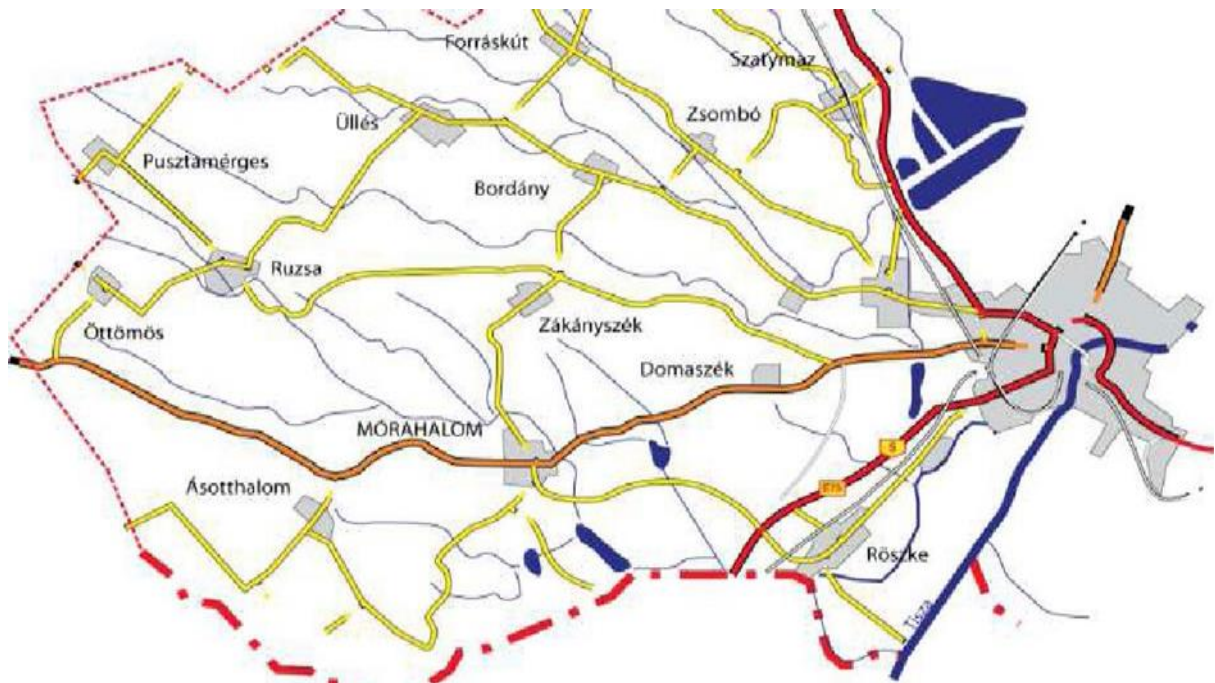 Forráskút
Szatymaz
Üllés
Zsombó
Pusztamérges
Bordány
Ruzsa
Öttömös
Zákányszék
Domaszék
MÓRAHALOM
5
E75
Ásotthalom
Röszke
Tisza